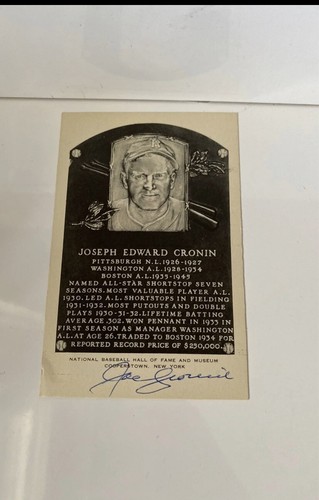 JOSEPH EDWARD CRONIN
PITTSBURGH N.L.1926-1927
WASHINGTON A.L.1928-1934
BOSTON A.L.1935-1945
NAMED ALL-STAR SHORTSTOP SEVEN
SEASONS. MOST VALUABLE PLAYER A.L.
1930. LED A.L. SHORTSTOPS IN FIELDING
1931-1932. MOST PUTOUTS AND DOUBLE
PLAYS 1930-31-32. LIFETIME BATTING
AVERAGE .302. WON PENNANT IN 1933 IN
FIRST SEASON AS MANAGER WASHINGTON
A.L. AT AGE 26. TRADED TO BOSTON 1934 FOR
REPORTED RECORD PRICE OF $250,000.
NATIONAL BASEBALL HALL OF FAME AND MUSEUM
COOPERSTOWN, NEW YORK
Joe Cronin